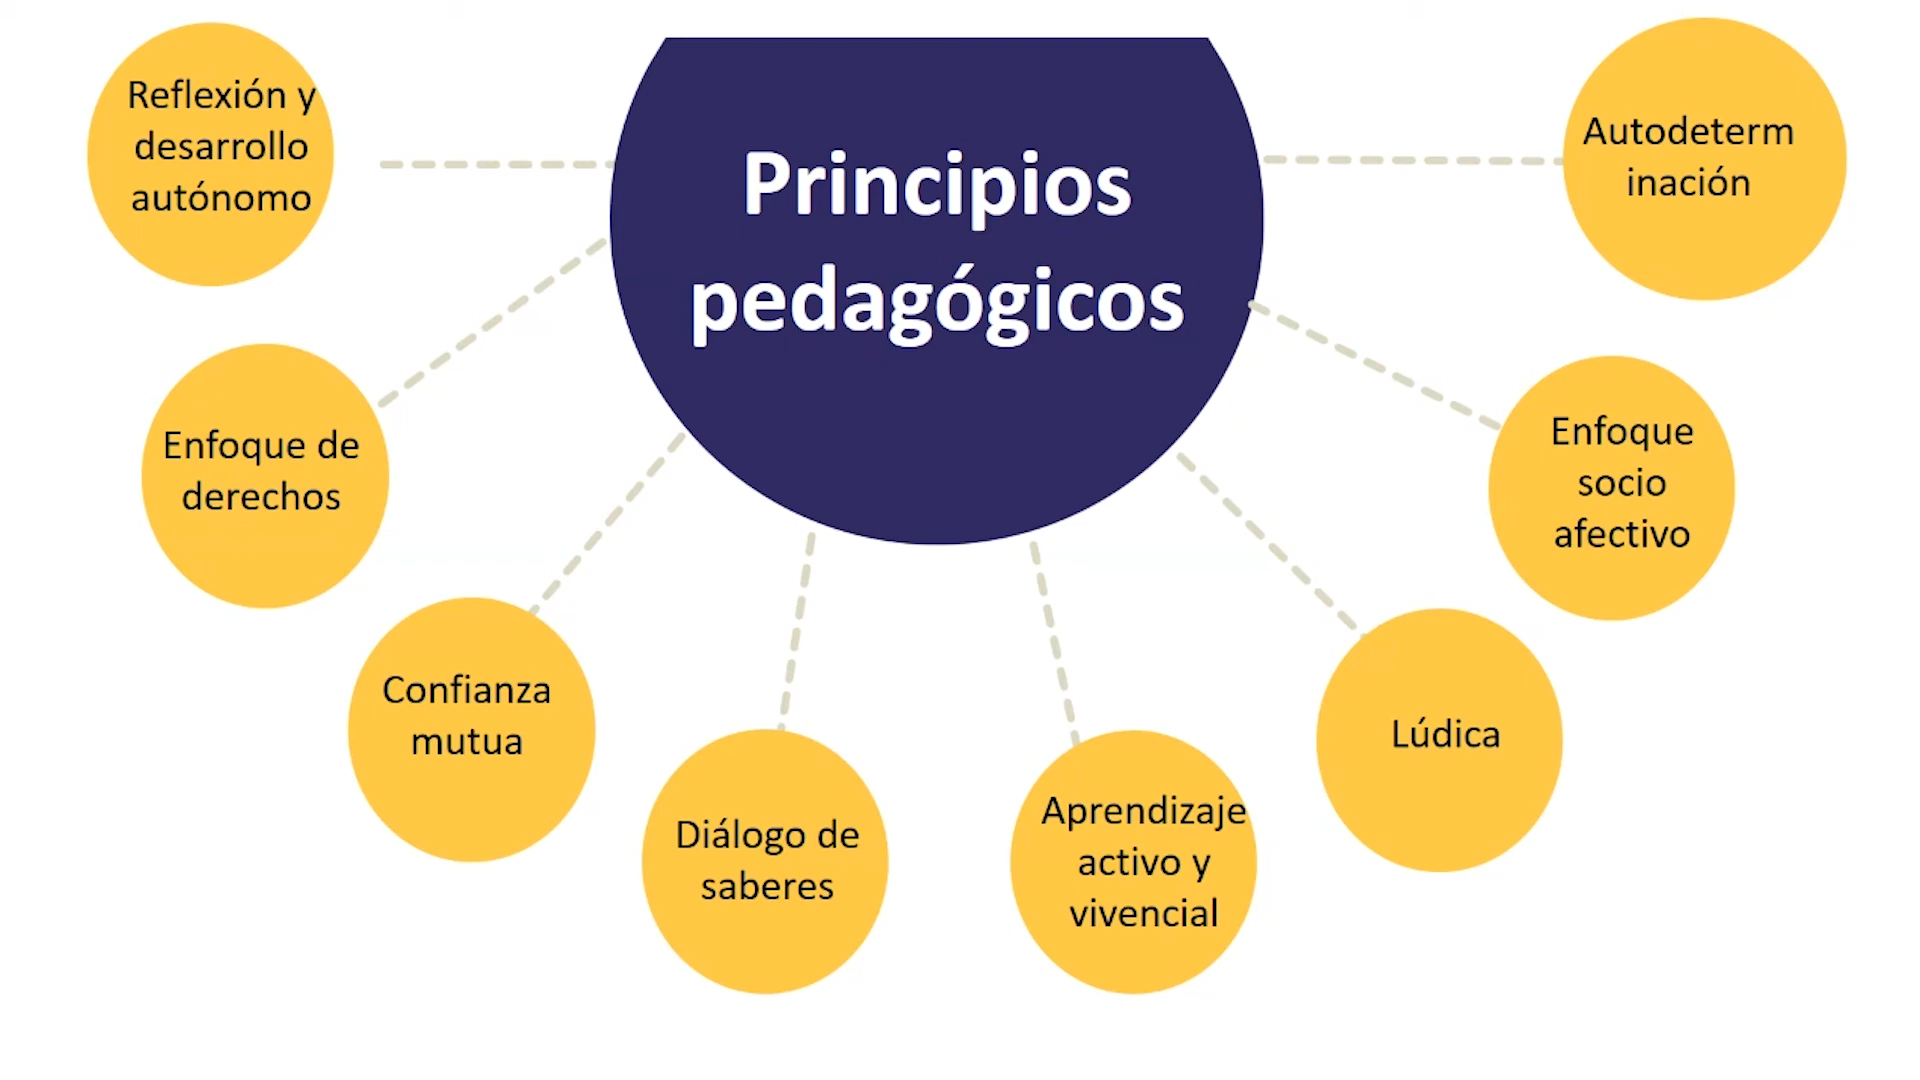 Principios
pedagógicos
Reflexión y
desarrollo
autónomo
Enfoque de
derechos
Confianza
mutua
Diálogo de
saberes
Aprendizaje
activo y
vivencial
Lúdica
Enfoque
socio
afectivo
Autodeterm
inación